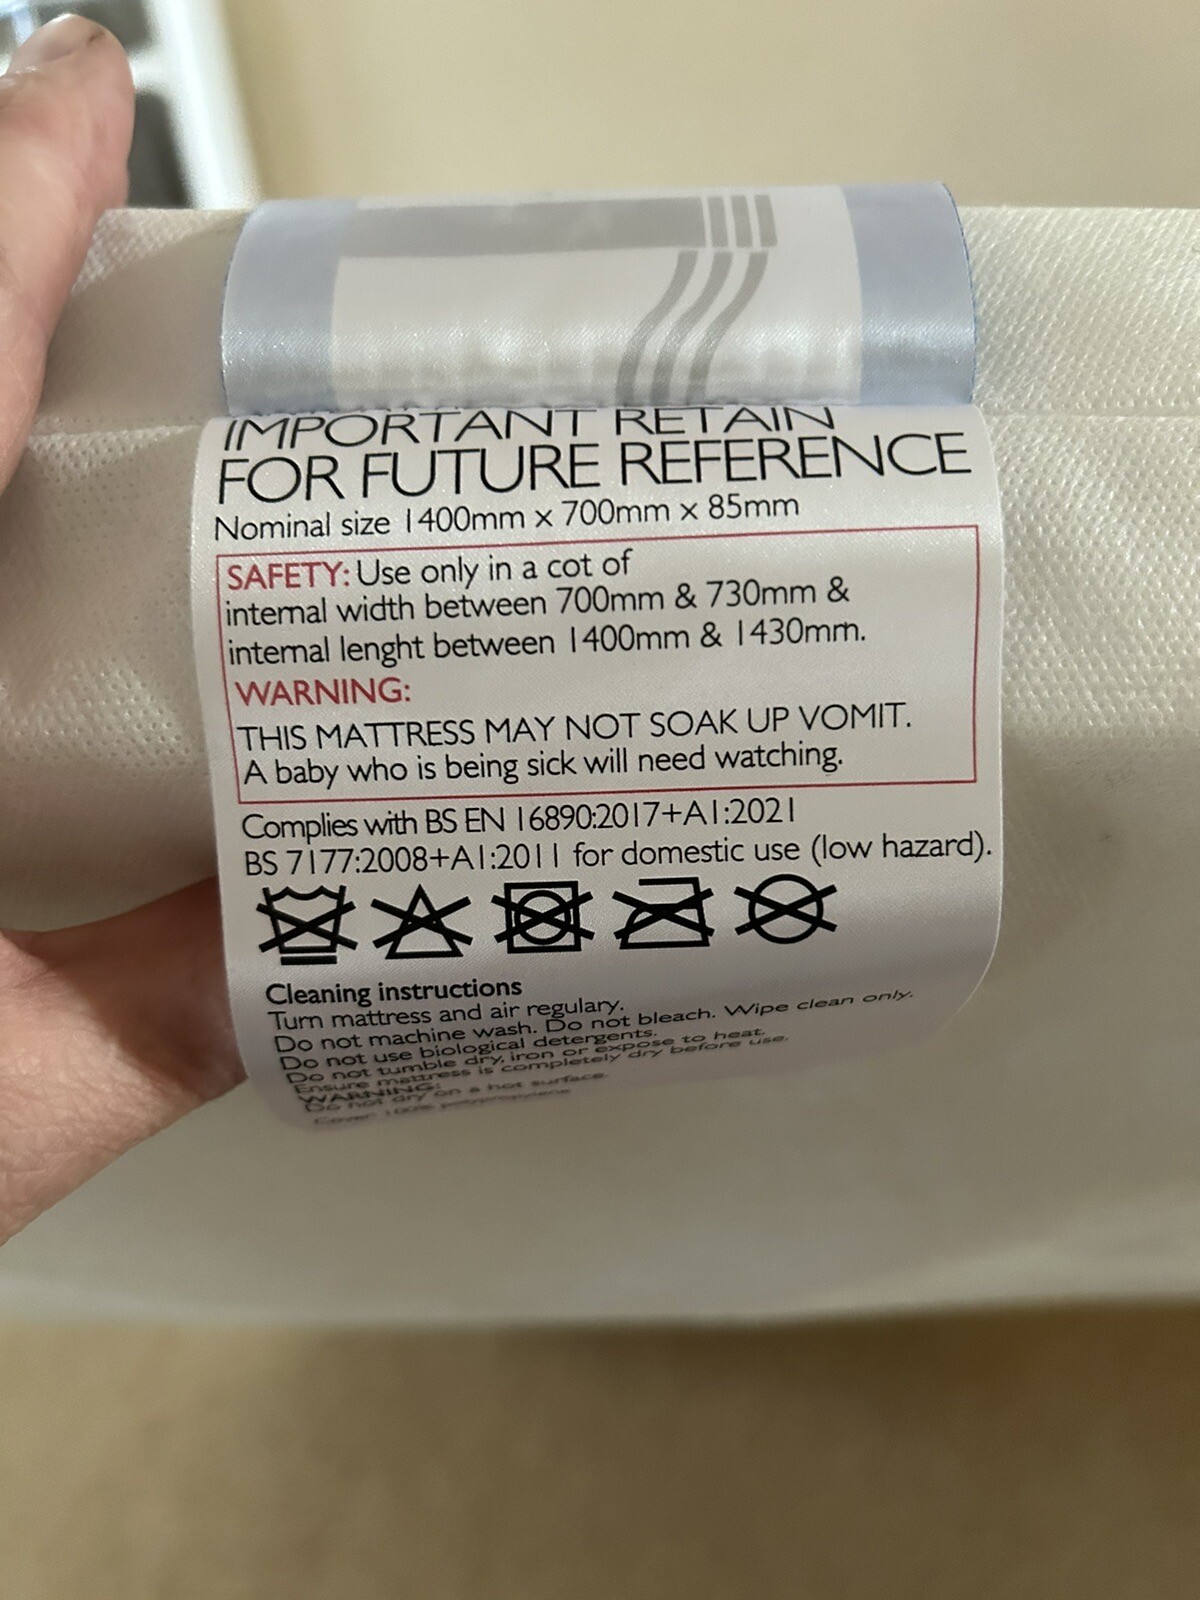 IMPORTANT RETAIN
FOR FUTURE REFERENCE
Nominal size 1400mm x 700mm x 85mm
SAFETY: Use only in a cot of
internal width between 700mm & 730mm &
internal lenght between 1400mm & 1430mm.
WARNING:
THIS MATTRESS MAY NOT SOAK UP VOMIT.
A baby who is being sick will need watching.
Complies with BS EN 16890:2017+A1:2021
BS 7177:2008+A1:2011 for domestic use (low hazard).
Cleaning instructions
Turn mattress and air regulary.
Do not machine wash. Do not bleach. Wipe clean only.
Do not use biological detergents.
Do not tumble dry, iron or expose to heat.
Ensure mattress is completely dry before use.
WARNING:
Do not dry on a hot surface.
Cover: 100% polypropylene